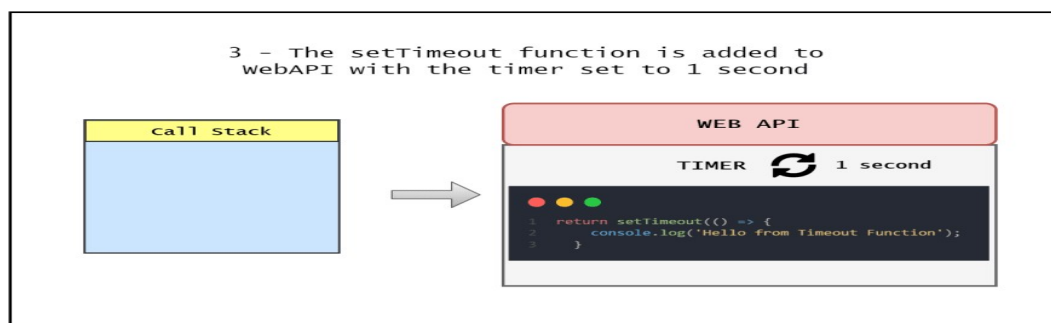 3 – The setTimeout function is added to
WebAPI with the timer set to 1 second
Call Stack
WEB API
TIMER 1 second
1 return setTimeout(() => {
2 console.log('Hello from Timeout Function');
3 }